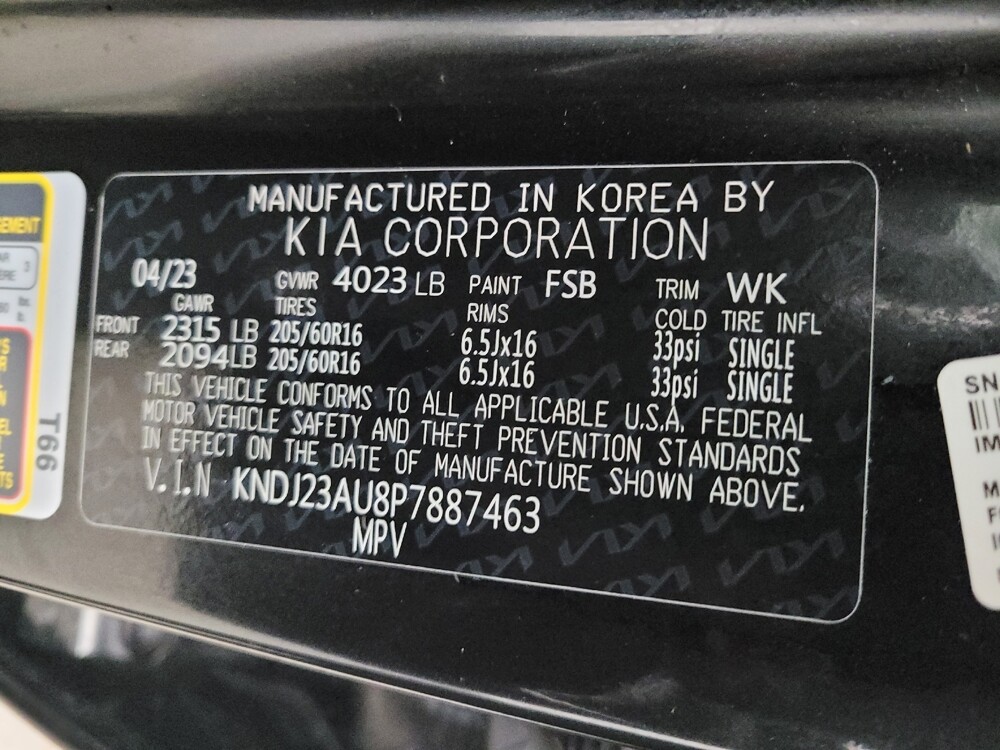 MANUFACTURED IN KOREA BY
KIA CORPORATION
04/23 GVWR 4023 LB PAINT FSB TRIM WK
GAWR TIRES RIMS COLD TIRE INFL
FRONT 2315 LB 205/60R16 6.5Jx16 33psi SINGLE
REAR 2094LB 205/60R16 6.5Jx16 33psi SINGLE
THIS VEHICLE CONFORMS TO ALL APPLICABLE U.S.A. FEDERAL
MOTOR VEHICLE SAFETY AND THEFT PREVENTION STANDARDS
IN EFFECT ON THE DATE OF MANUFACTURE SHOWN ABOVE.
V.I.N KNDJ23AU8P7887463
MPV
T66
SN
IM